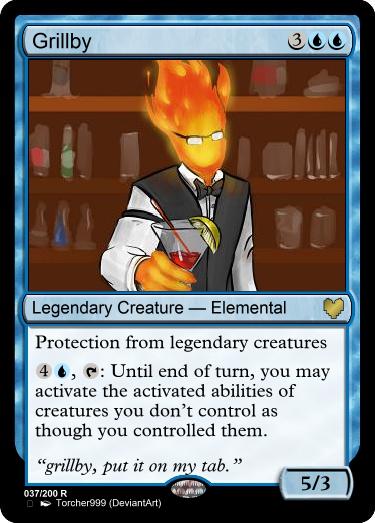 Grillby 3
Legendary Creature — Elemental
Protection from legendary creatures
4, : Until end of turn, you may
activate the activated abilities of
creatures you don't control as
though you controlled them.
"grillby, put it on my tab."
5/3
037/200 R
Torcher999 (DeviantArt)